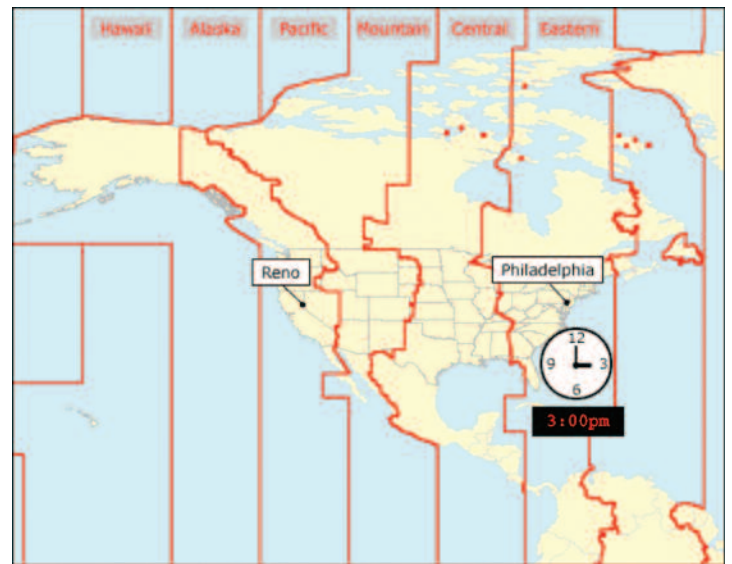 Hawaii Alaska Pacific Mountain Central Eastern
Reno
Philadelphia
12
9 3
6
3:00pm